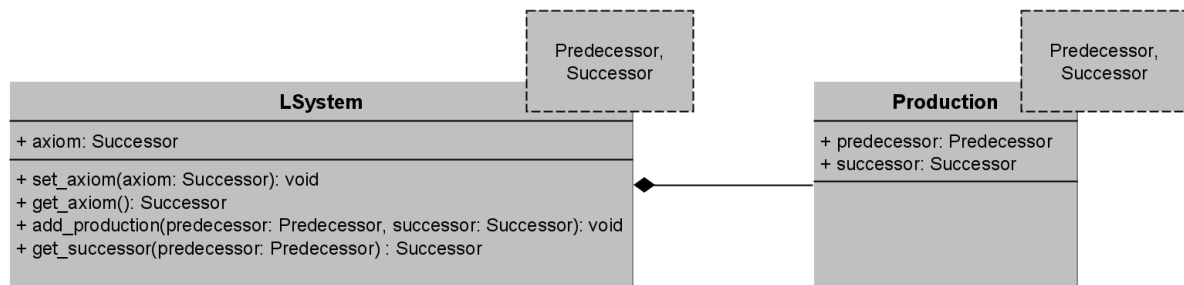 Predecessor,
Successor
LSystem
+ axiom: Successor
+ set_axiom(axiom: Successor): void
+ get_axiom(): Successor
+ add_production(predecessor: Predecessor, successor: Successor): void
+ get_successor(predecessor: Predecessor) : Successor
Predecessor,
Successor
Production
+ predecessor: Predecessor
+ successor: Successor